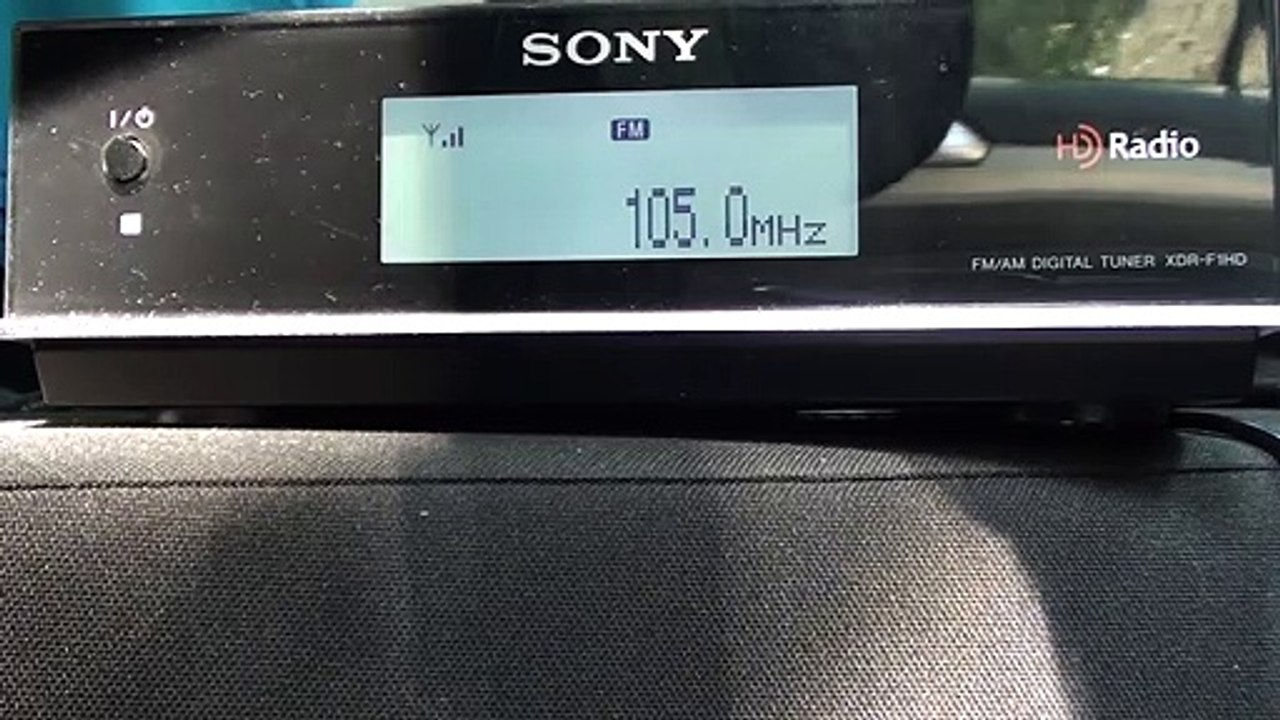 SONY
I/⏻
FM
HD Radio
105.0MHz
FM/AM DIGITAL TUNER XDR-F1HD